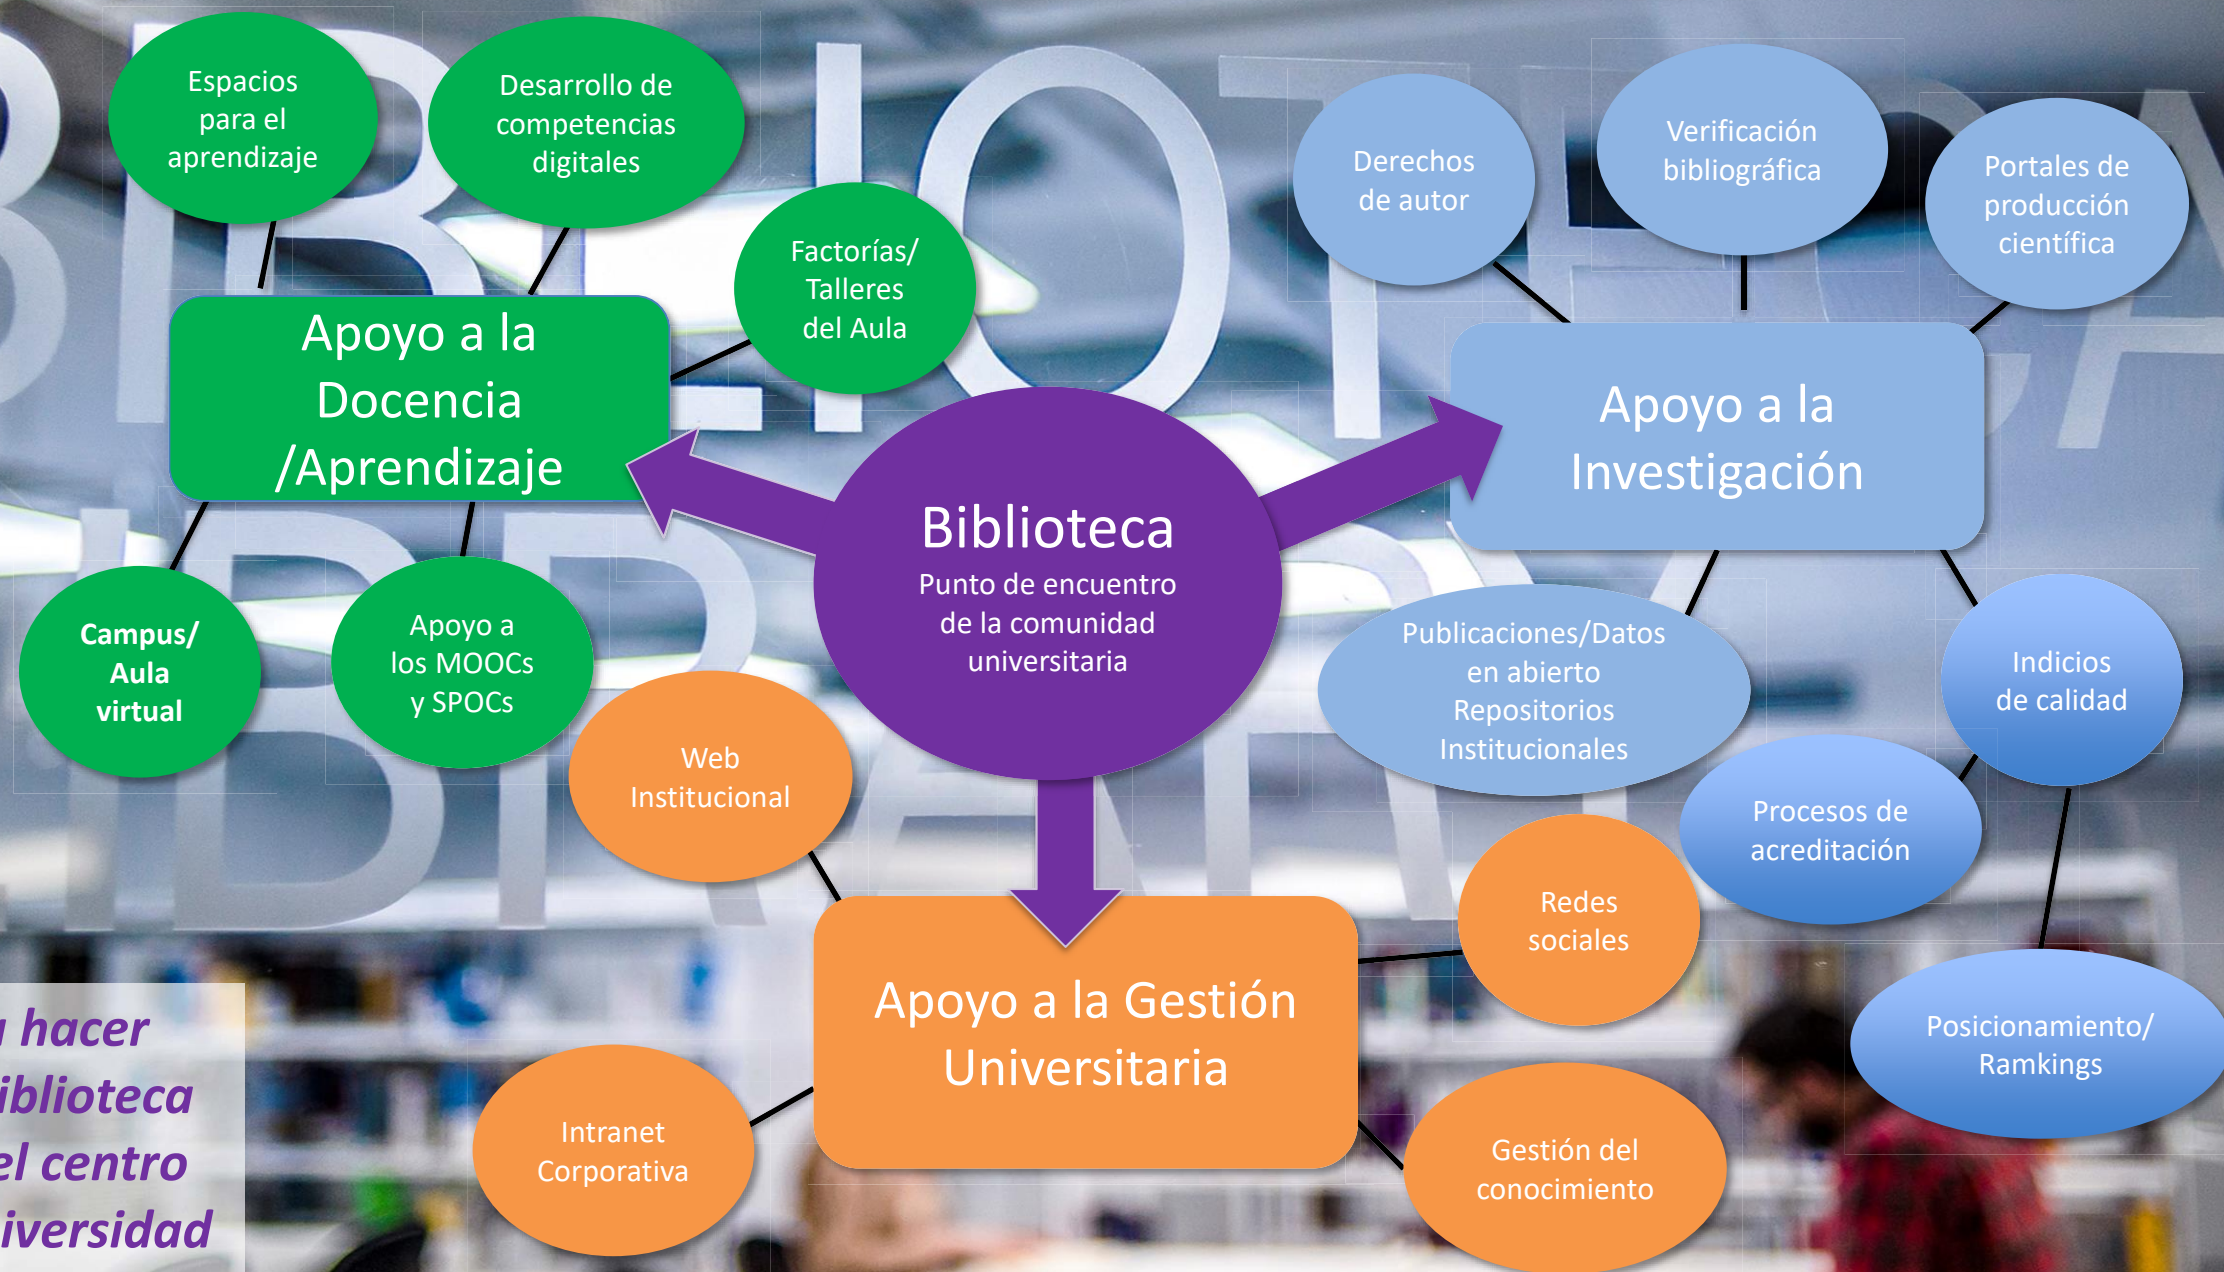 BIBLIOTECA
LIBRARY
Espacios
para el
aprendizaje
Desarrollo de
competencias
digitales
Factorías/
Talleres
del Aula
Apoyo a la
Docencia
/Aprendizaje
Campus/
Aula
virtual
Apoyo a
los MOOCs
y SPOCs
Biblioteca
Punto de encuentro
de la comunidad
universitaria
Derechos
de autor
Verificación
bibliográfica
Portales de
producción
científica
Apoyo a la
Investigación
Publicaciones/Datos
en abierto
Repositorios
Institucionales
Indicios
de calidad
Procesos de
acreditación
Posicionamiento/
Ramkings
Web
Institucional
Intranet
Corporativa
Apoyo a la Gestión
Universitaria
Redes
sociales
Gestión del
conocimiento
hacer
el centro